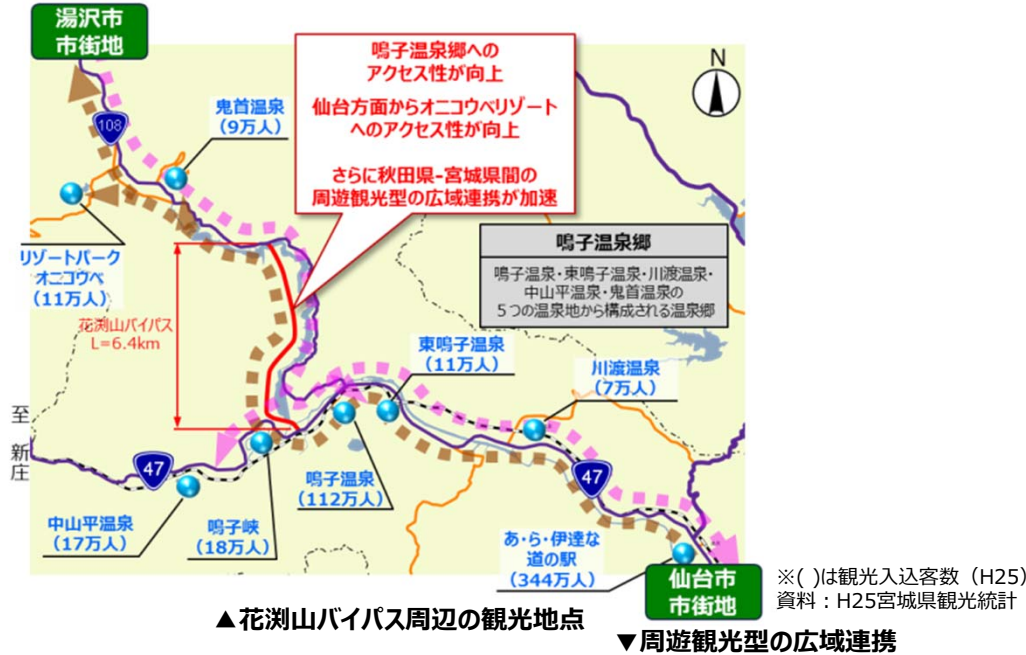 湯沢市
市街地
鳴子温泉郷への
アクセス性が向上
仙台方面からオニコウベリゾート
へのアクセス性が向上
さらに秋田県-宮城県間の
周遊観光型の広域連携が加速
N
108
鬼首温泉
(9万人)
リゾートパーク
オニコウベ
(11万人)
鳴子温泉郷
鳴子温泉・東鳴子温泉・川渡温泉・
中山平温泉・鬼首温泉の
５つの温泉地から構成される温泉郷
花渕山バイパス
L=6.4km
東鳴子温泉
(11万人)
川渡温泉
(7万人)
至
新
庄
47
47
中山平温泉
(17万人)
鳴子峡
(18万人)
鳴子温泉
(112万人)
あ・ら・伊達な
道の駅
(344万人)
仙台市
市街地
※( )は観光入込客数（H25）
資料：H25宮城県観光統計
▲花渕山バイパス周辺の観光地点
▼周遊観光型の広域連携